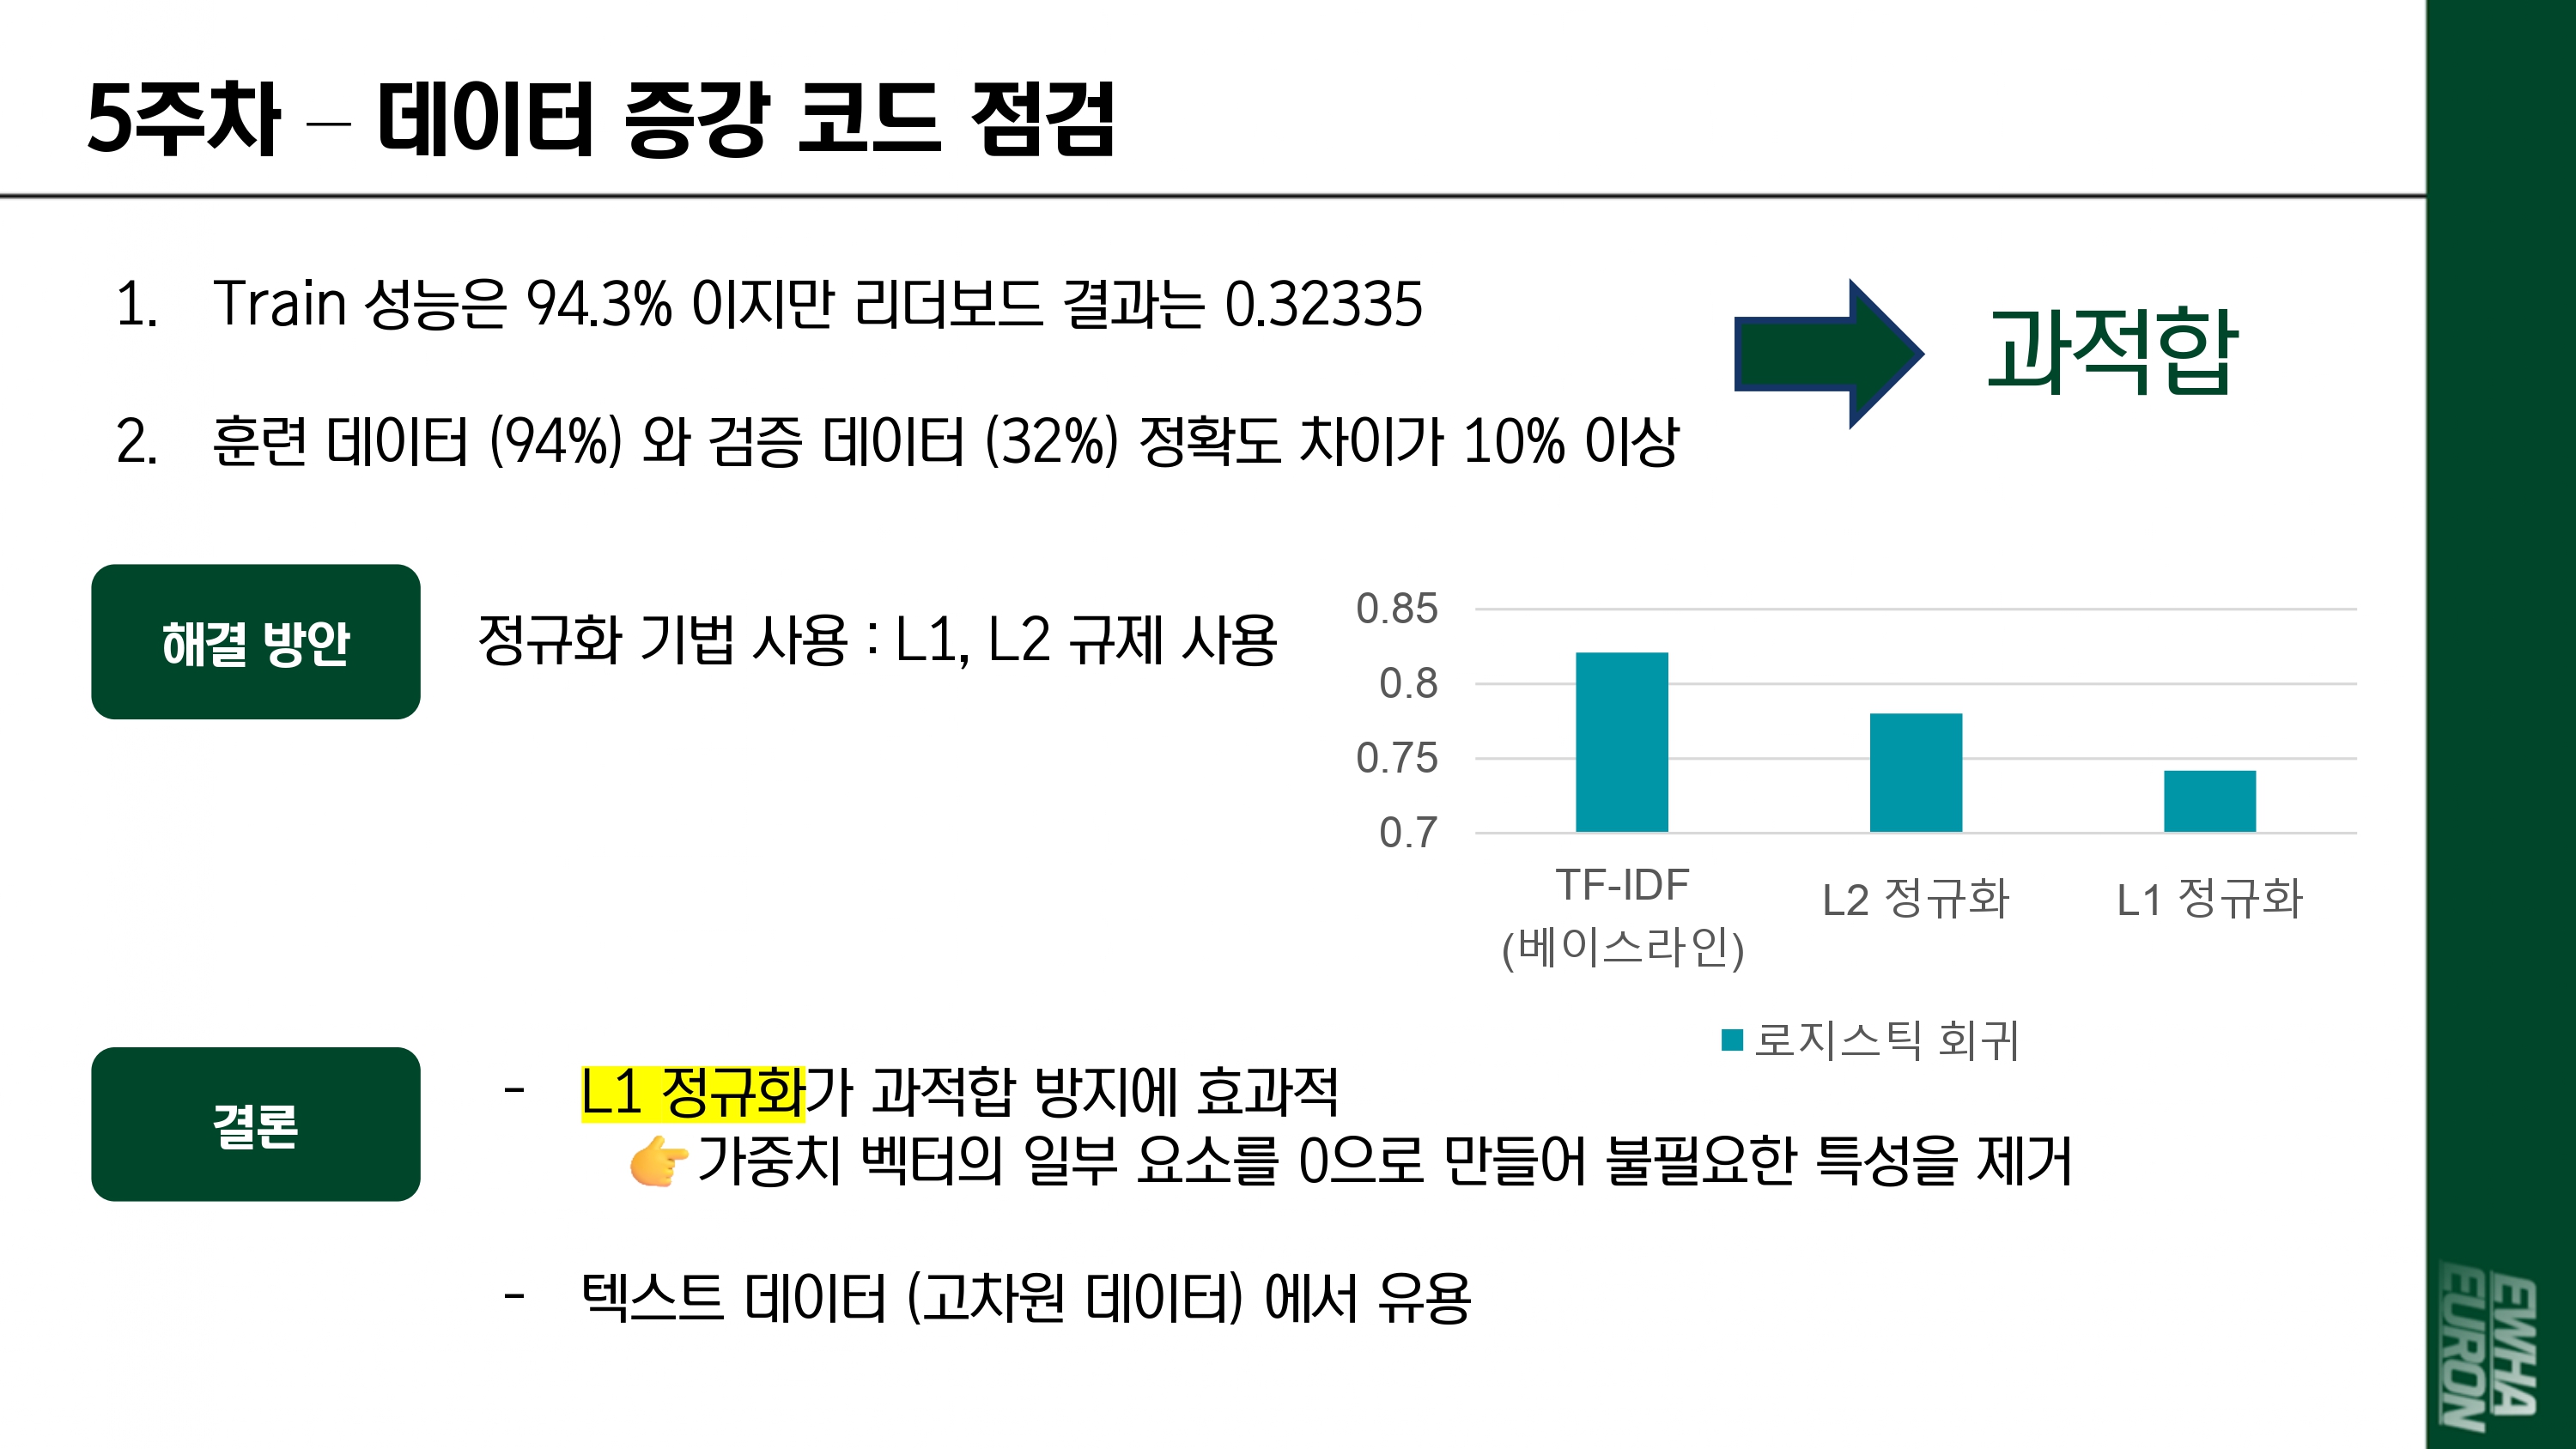 5주차 – 데이터 증강 코드 점검
1. Train 성능은 94.3% 이지만 리더보드 결과는 0.32335
2. 훈련 데이터 (94%) 와 검증 데이터 (32%) 정확도 차이가 10% 이상
과적합
해결 방안
정규화 기법 사용 : L1, L2 규제 사용
0.85
0.8
0.75
0.7
TF-IDF
(베이스라인)
L2 정규화
L1 정규화
로지스틱 회귀
결론
- L1 정규화가 과적합 방지에 효과적
👉가중치 벡터의 일부 요소를 0으로 만들어 불필요한 특성을 제거
- 텍스트 데이터 (고차원 데이터) 에서 유용
EWHA
EURON